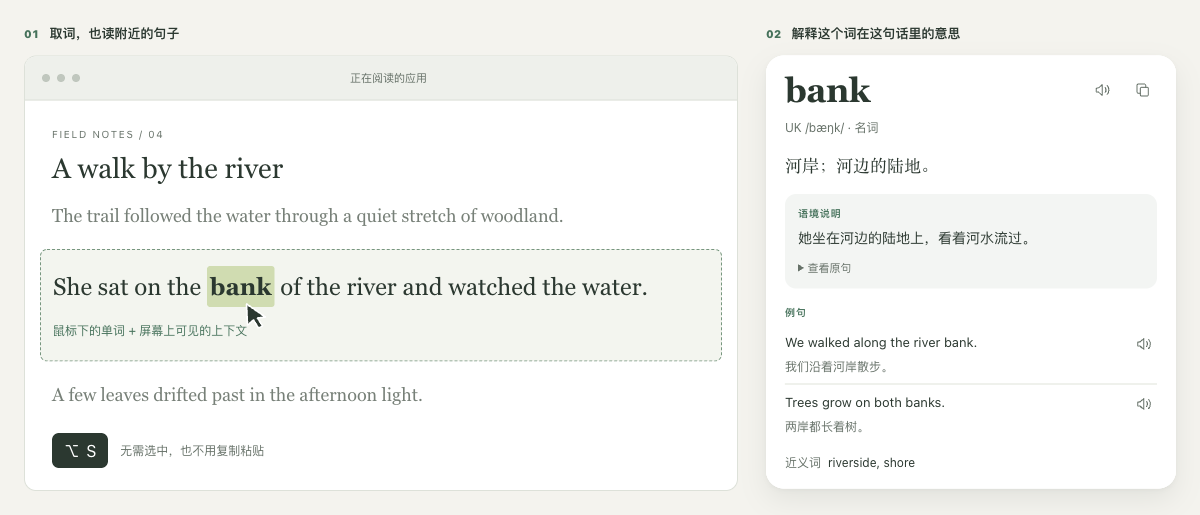 01 取词，也读附近的句子
正在阅读的应用
FIELD NOTES / 04
A walk by the river
The trail followed the water through a quiet stretch of woodland.
She sat on the bank of the river and watched the water.
鼠标下的单词 + 屏幕上可见的上下文
A few leaves drifted past in the afternoon light.
⌥ S 无需选中，也不用复制粘贴
02 解释这个词在这句话里的意思
bank
UK /bæŋk/ · 名词
河岸；河边的陆地。
语境说明
她坐在河边的陆地上，看着河水流过。
查看原句
例句
We walked along the river bank.
我们沿着河岸散步。
Trees grow on both banks.
两岸都长着树。
近义词 riverside, shore